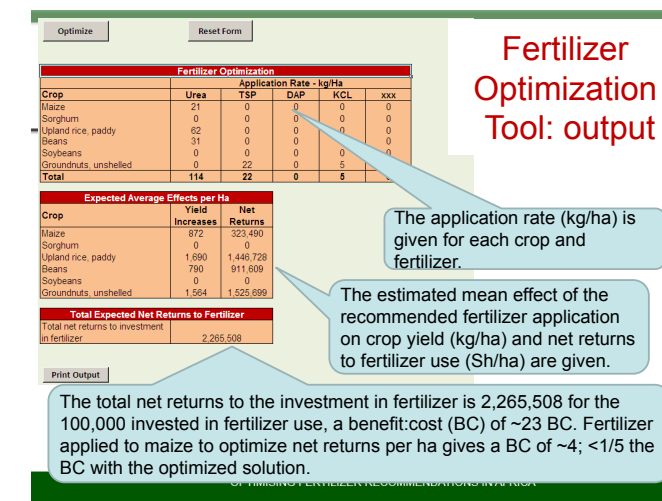 Optimize Reset Form
Fertilizer
Optimization
Tool: output
Fertilizer Optimization
Application Rate - kg/Ha
Crop Urea TSP DAP KCL xxx
Maize 21 0 0 0 0
Sorghum 0 0 0 0 0
Upland rice, paddy 62 0 0 0 0
Beans 31 0 0 0 0
Soybeans 0 0 0 0 0
Groundnuts, unshelled 0 22 0 5
Total 114 22 0 5
The application rate (kg/ha) is
given for each crop and
fertilizer.
Expected Average Effects per Ha
Crop Yield Increases Net Returns
Maize 872 323,490
Sorghum 0 0
Upland rice, paddy 1,690 1,446,728
Beans 790 911,609
Soybeans 0 0
Groundnuts, unshelled 1,564 1,525,699
The estimated mean effect of the
recommended fertilizer application
on crop yield (kg/ha) and net returns
to fertilizer use (Sh/ha) are given.
Total Expected Net Returns to Fertilizer
Total net returns to investment
in fertilizer 2,265,508
Print Output
The total net returns to the investment in fertilizer is 2,265,508 for the
100,000 invested in fertilizer use, a benefit:cost (BC) of ~23 BC. Fertilizer
applied to maize to optimize net returns per ha gives a BC of ~4; <1/5 the
BC with the optimized solution.
OPTIMISING FERTILIZER RECOMMENDATIONS IN AFRICA